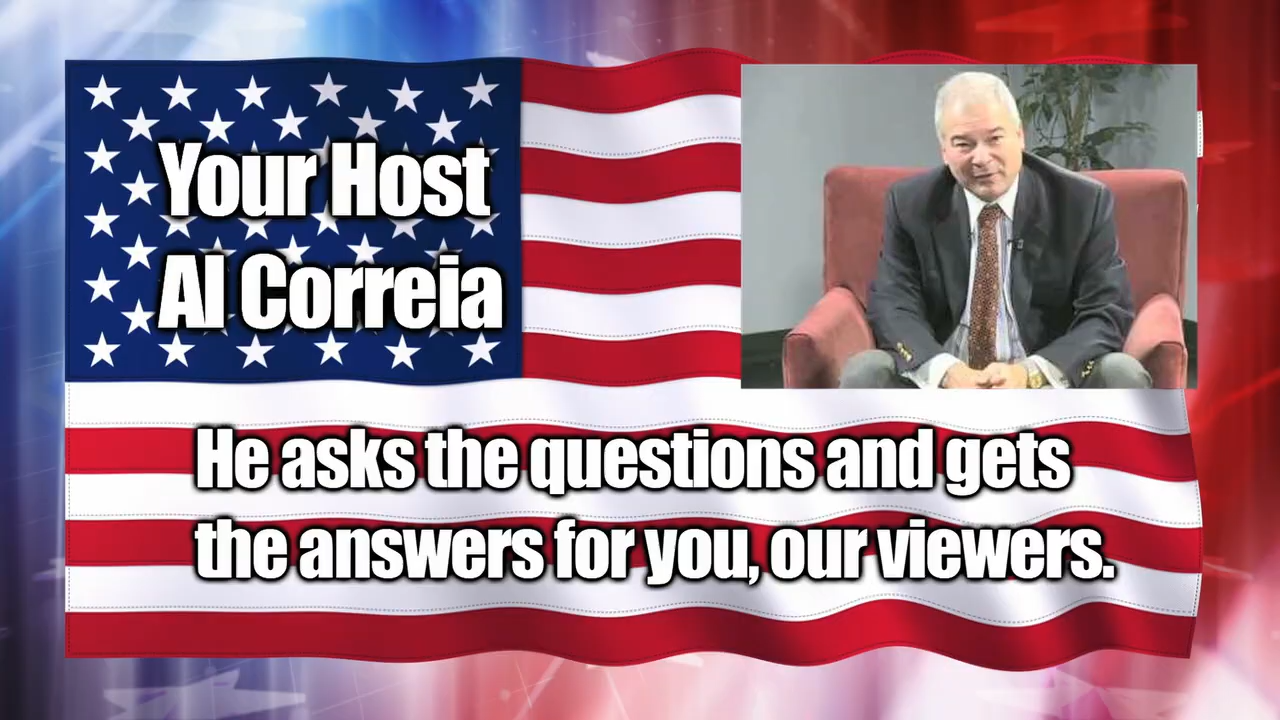 Your Host
Al Correia
He asks the questions and gets
the answers for you, our viewers.